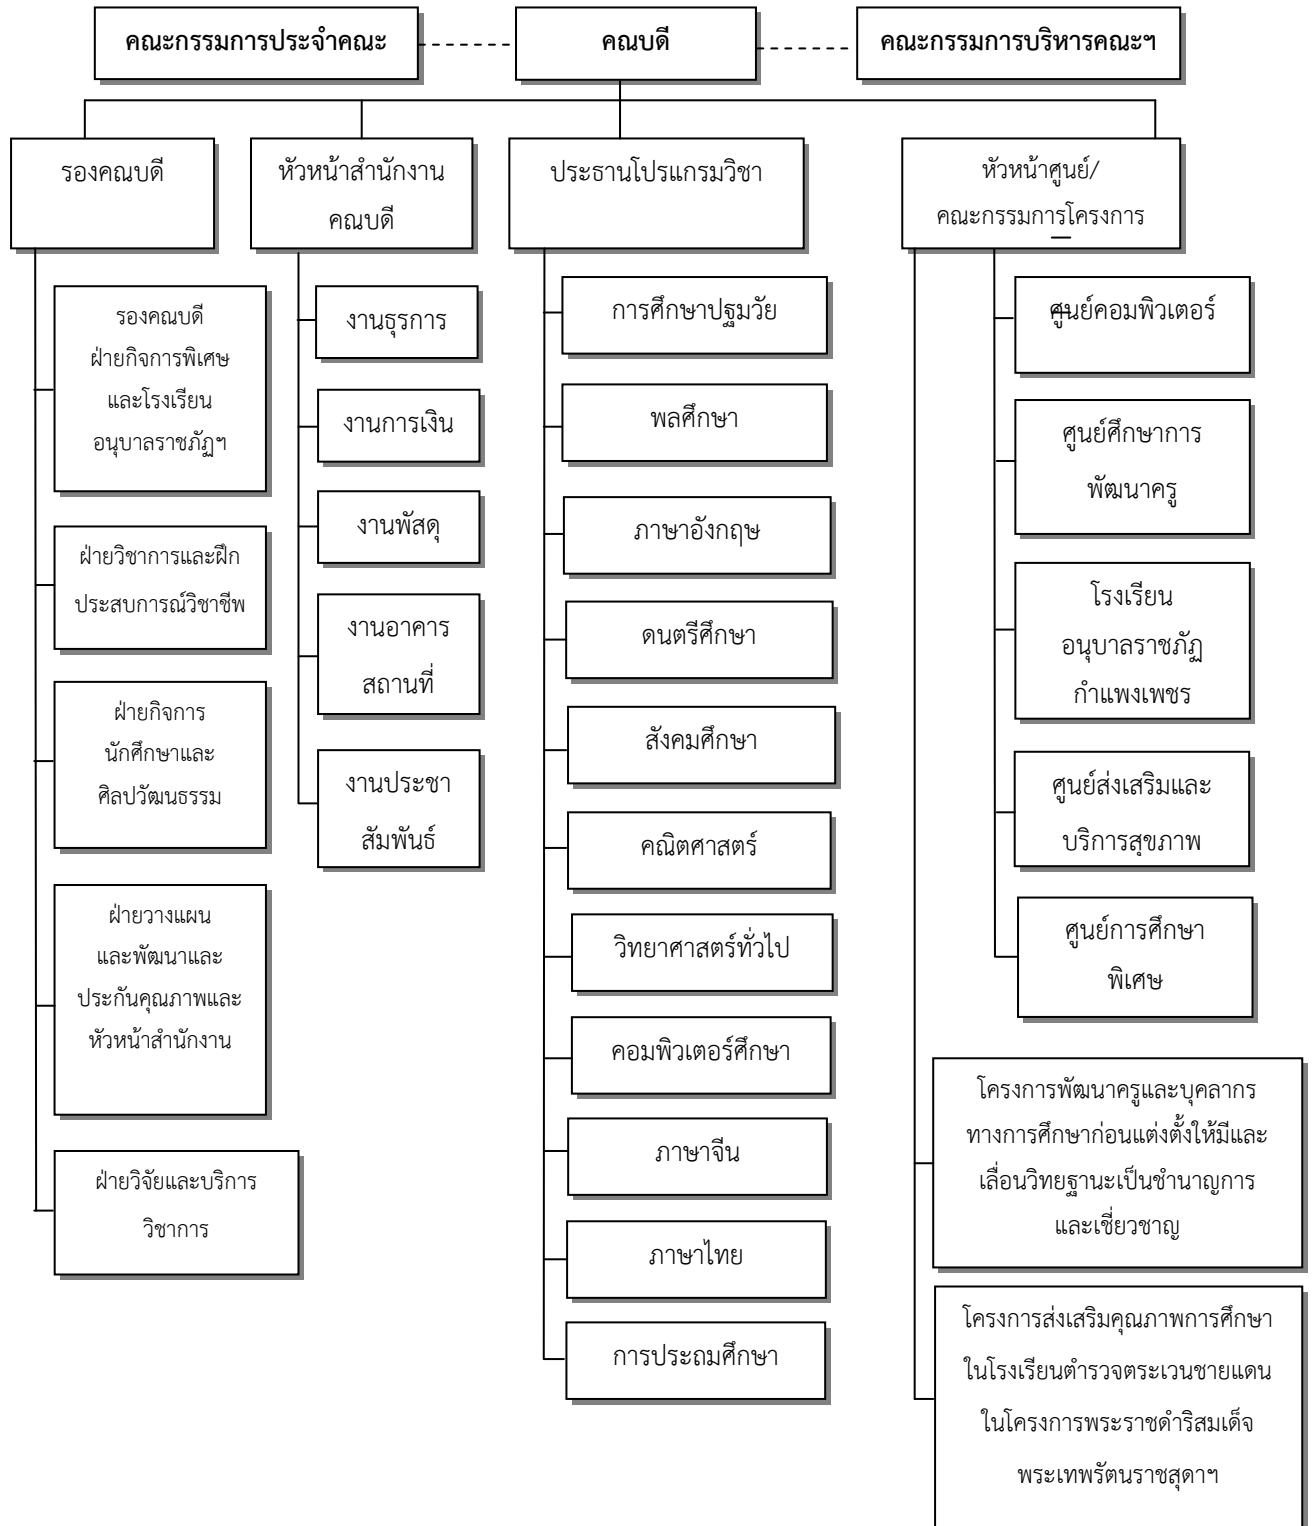 คณะกรรมการประจำคณะ
คณบดี
คณะกรรมการบริหารคณะฯ
รองคณบดี
หัวหน้าสำนักงาน
คณบดี
ประธานโปรแกรมวิชา
หัวหน้าศูนย์/
คณะกรรมการโครงการ
รองคณบดี
ฝ่ายกิจการพิเศษ
และโรงเรียน
อนุบาลราชภัฏฯ
ฝ่ายวิชาการและฝึก
ประสบการณ์วิชาชีพ
ฝ่ายกิจการ
นักศึกษาและ
ศิลปวัฒนธรรม
ฝ่ายวางแผน
และพัฒนาและ
ประกันคุณภาพและ
หัวหน้าสำนักงาน
ฝ่ายวิจัยและบริการ
วิชาการ
งานธุรการ
งานการเงิน
งานพัสดุ
งานอาคาร
สถานที่
งานประชา
สัมพันธ์
การศึกษาปฐมวัย
พลศึกษา
ภาษาอังกฤษ
ดนตรีศึกษา
สังคมศึกษา
คณิตศาสตร์
วิทยาศาสตร์ทั่วไป
คอมพิวเตอร์ศึกษา
ภาษาจีน
ภาษาไทย
การประถมศึกษา
ศูนย์คอมพิวเตอร์
ศูนย์ศึกษาการ
พัฒนาครู
โรงเรียน
อนุบาลราชภัฏ
กำแพงเพชร
ศูนย์ส่งเสริมและ
บริการสุขภาพ
ศูนย์การศึกษา
พิเศษ
โครงการพัฒนาครูและบุคลากร
ทางการศึกษาก่อนแต่งตั้งให้มีและ
เลื่อนวิทยฐานะเป็นชำนาญการ
และเชี่ยวชาญ
โครงการส่งเสริมคุณภาพการศึกษา
ในโรงเรียนตำรวจตระเวนชายแดน
ในโครงการพระราชดำริสมเด็จ
พระเทพรัตนราชสุดาฯ